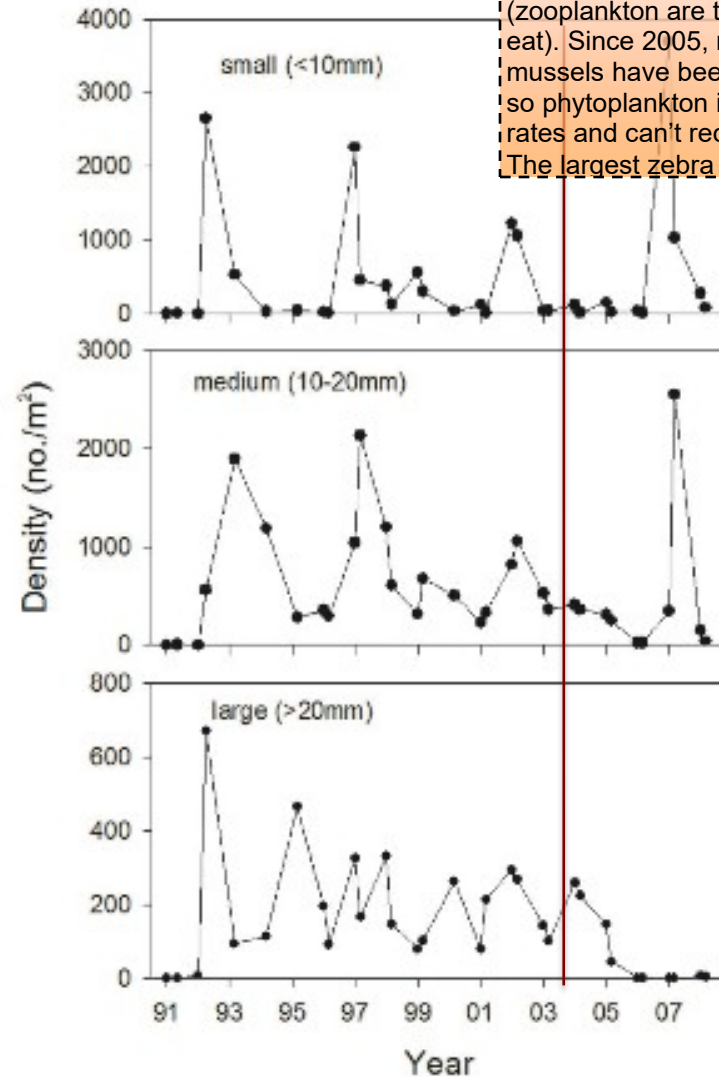 (zooplankton are
eat). Since 2005,
mussels have
so phytoplankton
rates and can't
The largest zebra
4000
small (<10mm)
3000
2000
1000
0
3000
medium (10-20mm)
2000
1000
0
Density (no./m²)
800
large (>20mm)
600
400
200
0
91 93 95 97 99 01 03 05 07
Year